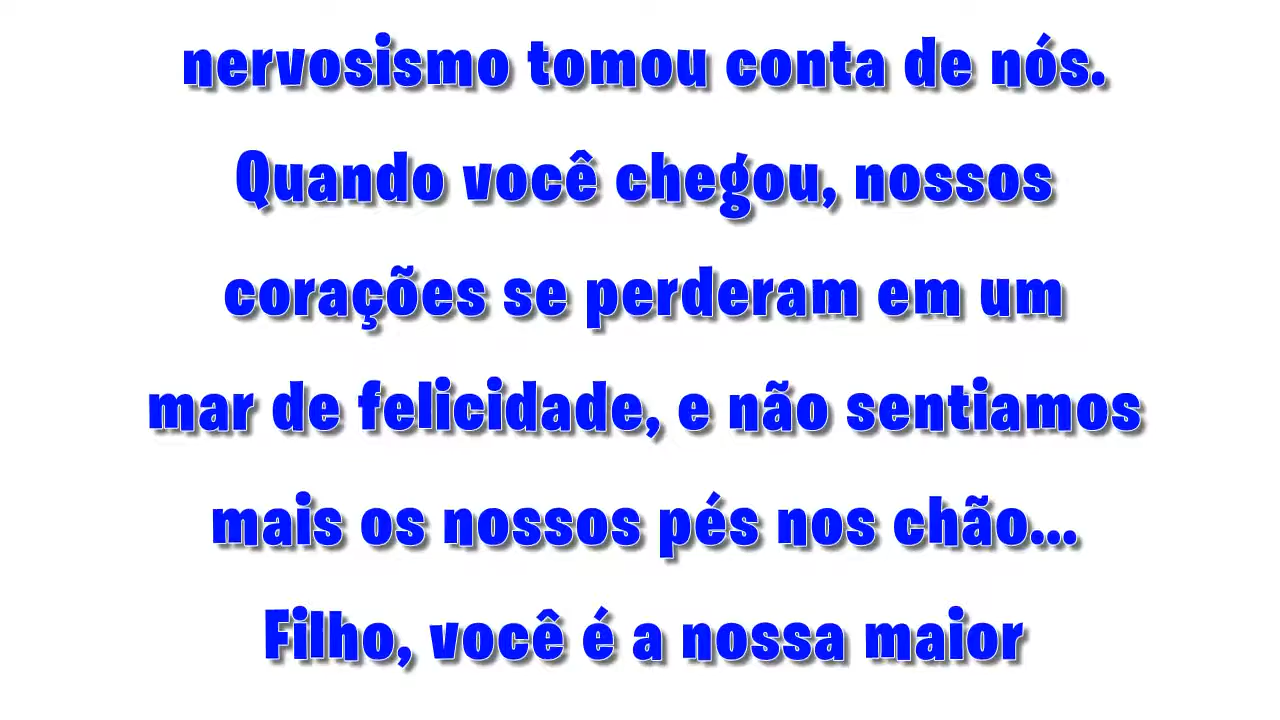 nervosismo tomou conta de nós.
Quando você chegou, nossos
corações se perderam em um
mar de felicidade, e não sentiamos
mais os nossos pés nos chão...
Filho, você é a nossa maior